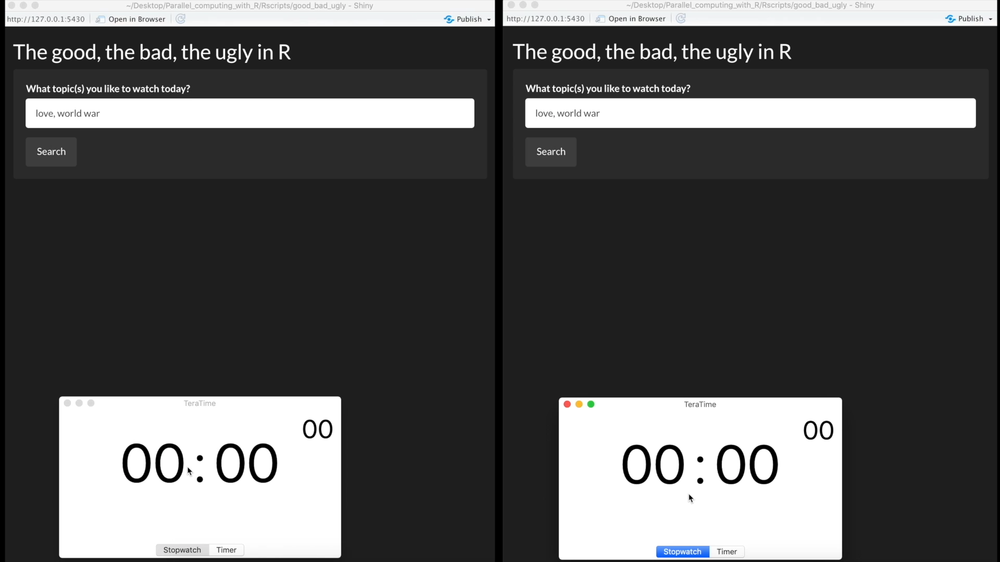 ~/Desktop/Parallel_computing_with_R/Rscripts/good_bad_ugly - Shiny
http://127.0.0.1:5430 Open in Browser Publish
The good, the bad, the ugly in R
What topic(s) you like to watch today?
love, world war
Search
TeraTime
00
00:00
Stopwatch Timer
~/Desktop/Parallel_computing_with_R/Rscripts/good_bad_ugly - Shiny
http://127.0.0.1:5430 Open in Browser Publish
The good, the bad, the ugly in R
What topic(s) you like to watch today?
love, world war
Search
TeraTime
00
00:00
Stopwatch Timer